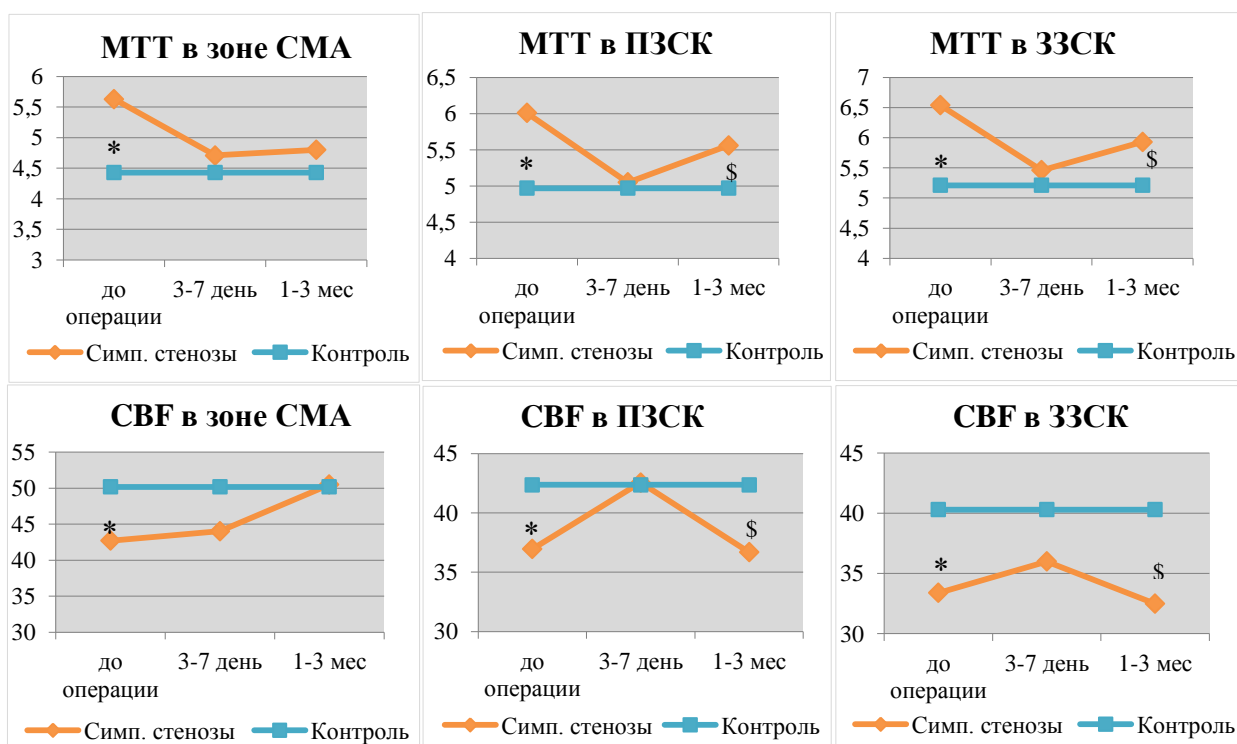 МТТ в зоне СМА
6
5,5
5
4,5
4
3,5
3
*
до операции
3-7 день
1-3 мес
Симп. стенозы
Контроль
МТТ в ПЗСК
6,5
6
5,5
5
4,5
4
*
$
до операции
3-7 день
1-3 мес
Симп. стенозы
Контроль
МТТ в ЗЗСК
7
6,5
6
5,5
5
4,5
4
*
$
до операции
3-7 день
1-3 мес
Симп. стенозы
Контроль
CBF в зоне СМА
55
50
45
40
35
30
*
до операции
3-7 день
1-3 мес
Симп. стенозы
Контроль
CBF в ПЗСК
45
40
35
30
*
$
до операции
3-7 день
1-3 мес
Симп. стенозы
Контроль
CBF в ЗЗСК
45
40
35
30
*
$
до операции
3-7 день
1-3 мес
Симп. стенозы
Контроль